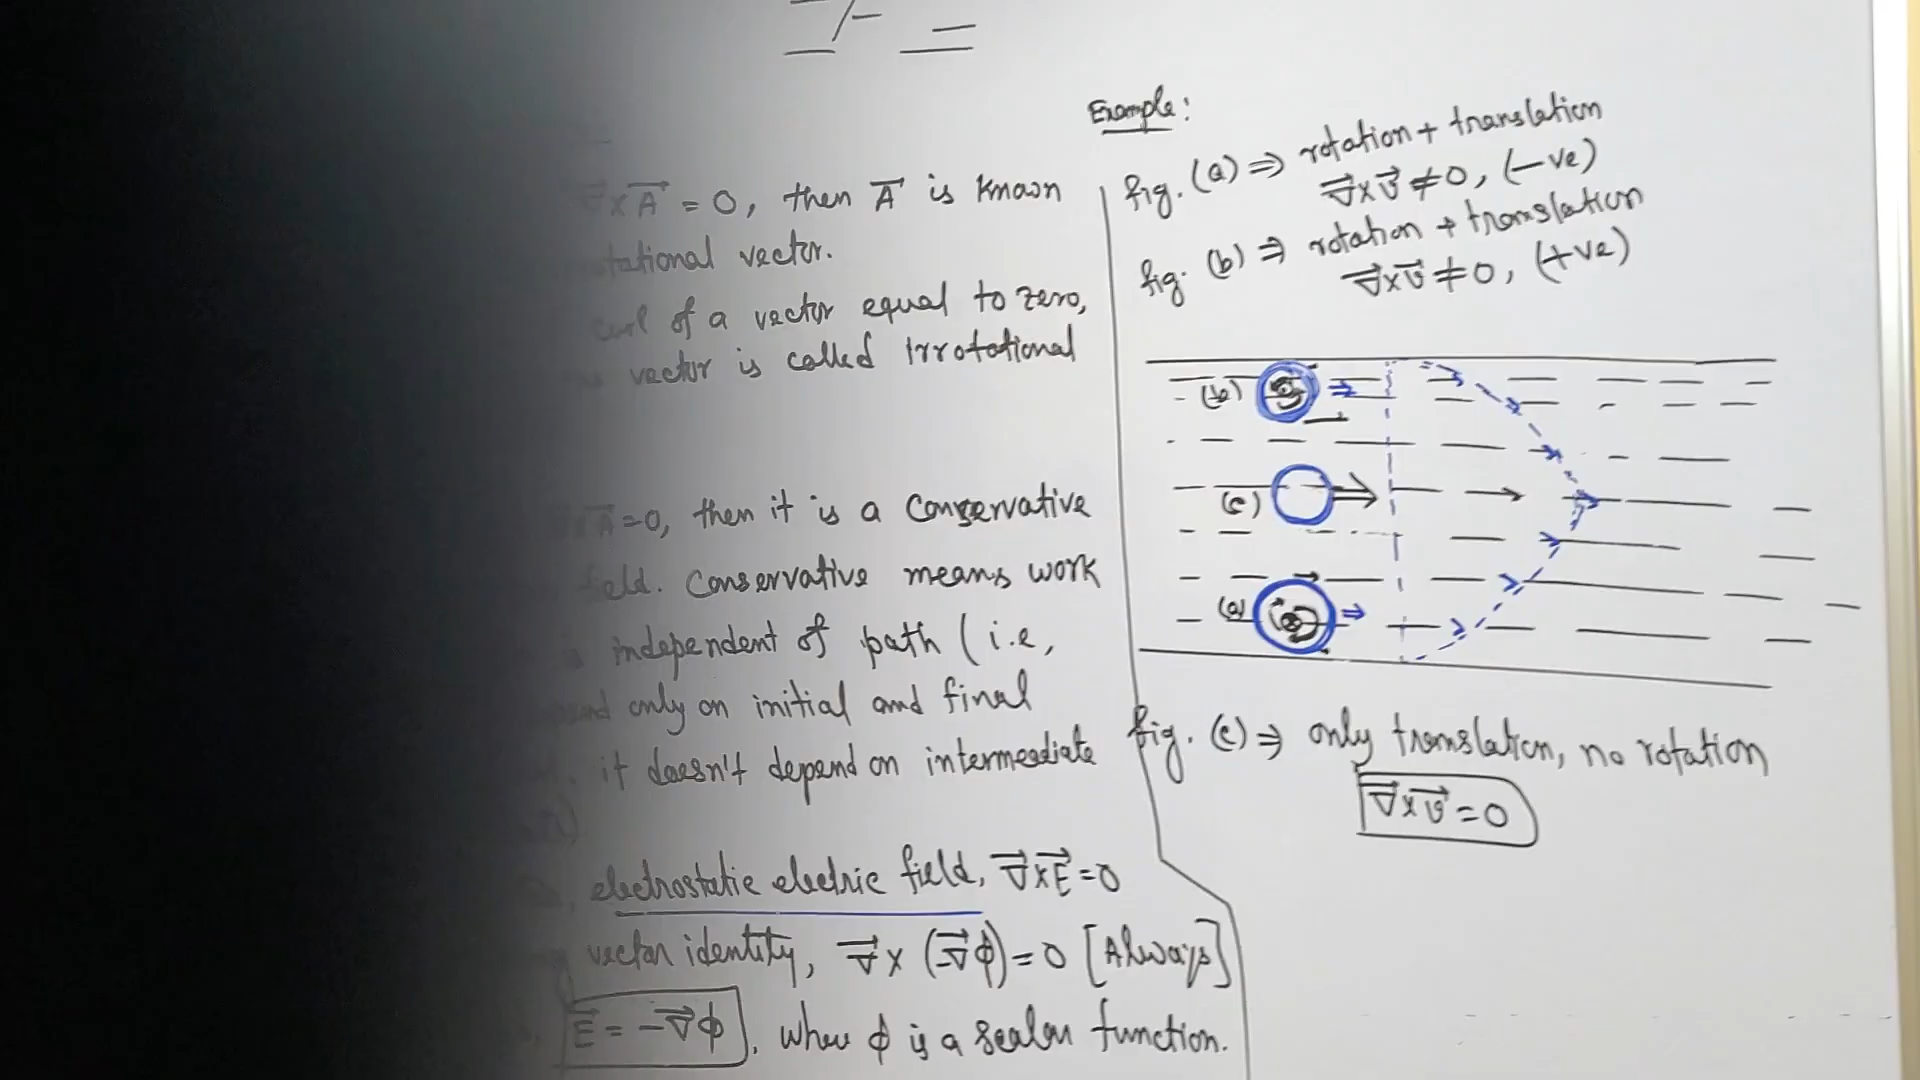 ×A⃗ = 0, then A⃗ is known
tational vector.
curl of a vector equal to zero,
vector is called irrotational
A⃗=0, then it is a conservative
field. Conservative means work
independent of path (i.e,
only on initial and final
it doesn't depend on intermeediate
electrostatic electric field, ∇⃗×E⃗=0
vector identity, ∇⃗×(∇⃗ϕ)=0 [Always]
E⃗ = -∇⃗ϕ, where ϕ is a scalar function.
Example:
fig. (a) ⇒ rotation + translation
∇⃗×v⃗ ≠ 0, (-ve)
fig. (b) ⇒ rotation + translation
∇⃗×v⃗ ≠ 0, (+ve)
(b)
(c)
(a)
fig. (c) ⇒ only translation, no rotation
∇⃗×v⃗ = 0